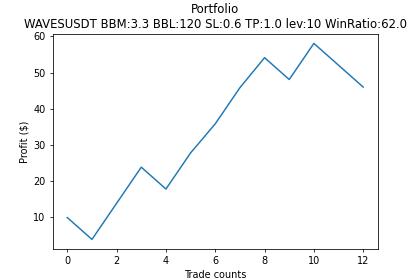 Portfolio
WAVESUSDT BBM:3.3 BBL:120 SL:0.6 TP:1.0 lev:10 WinRatio:62.0
60
50
40
30
20
10
Profit ($)
0 2 4 6 8 10 12
Trade counts